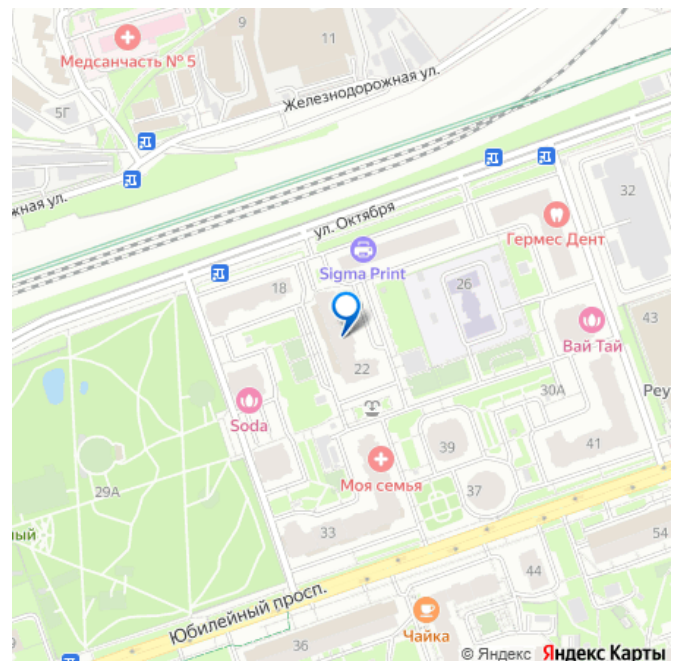 9
11
Медсанчасть № 5
Железнодорожная ул.
5Г
жная ул.
32
ул. Октября
Гермес Дент
Sigma Print
26
18
43
Вай Тай
22
30А
Реу
Soda
39
41
Моя семья
29А
37
ый
33
54
44
Юбилейный просп.
36
Чайка
© Яндекс Яндекс Карты